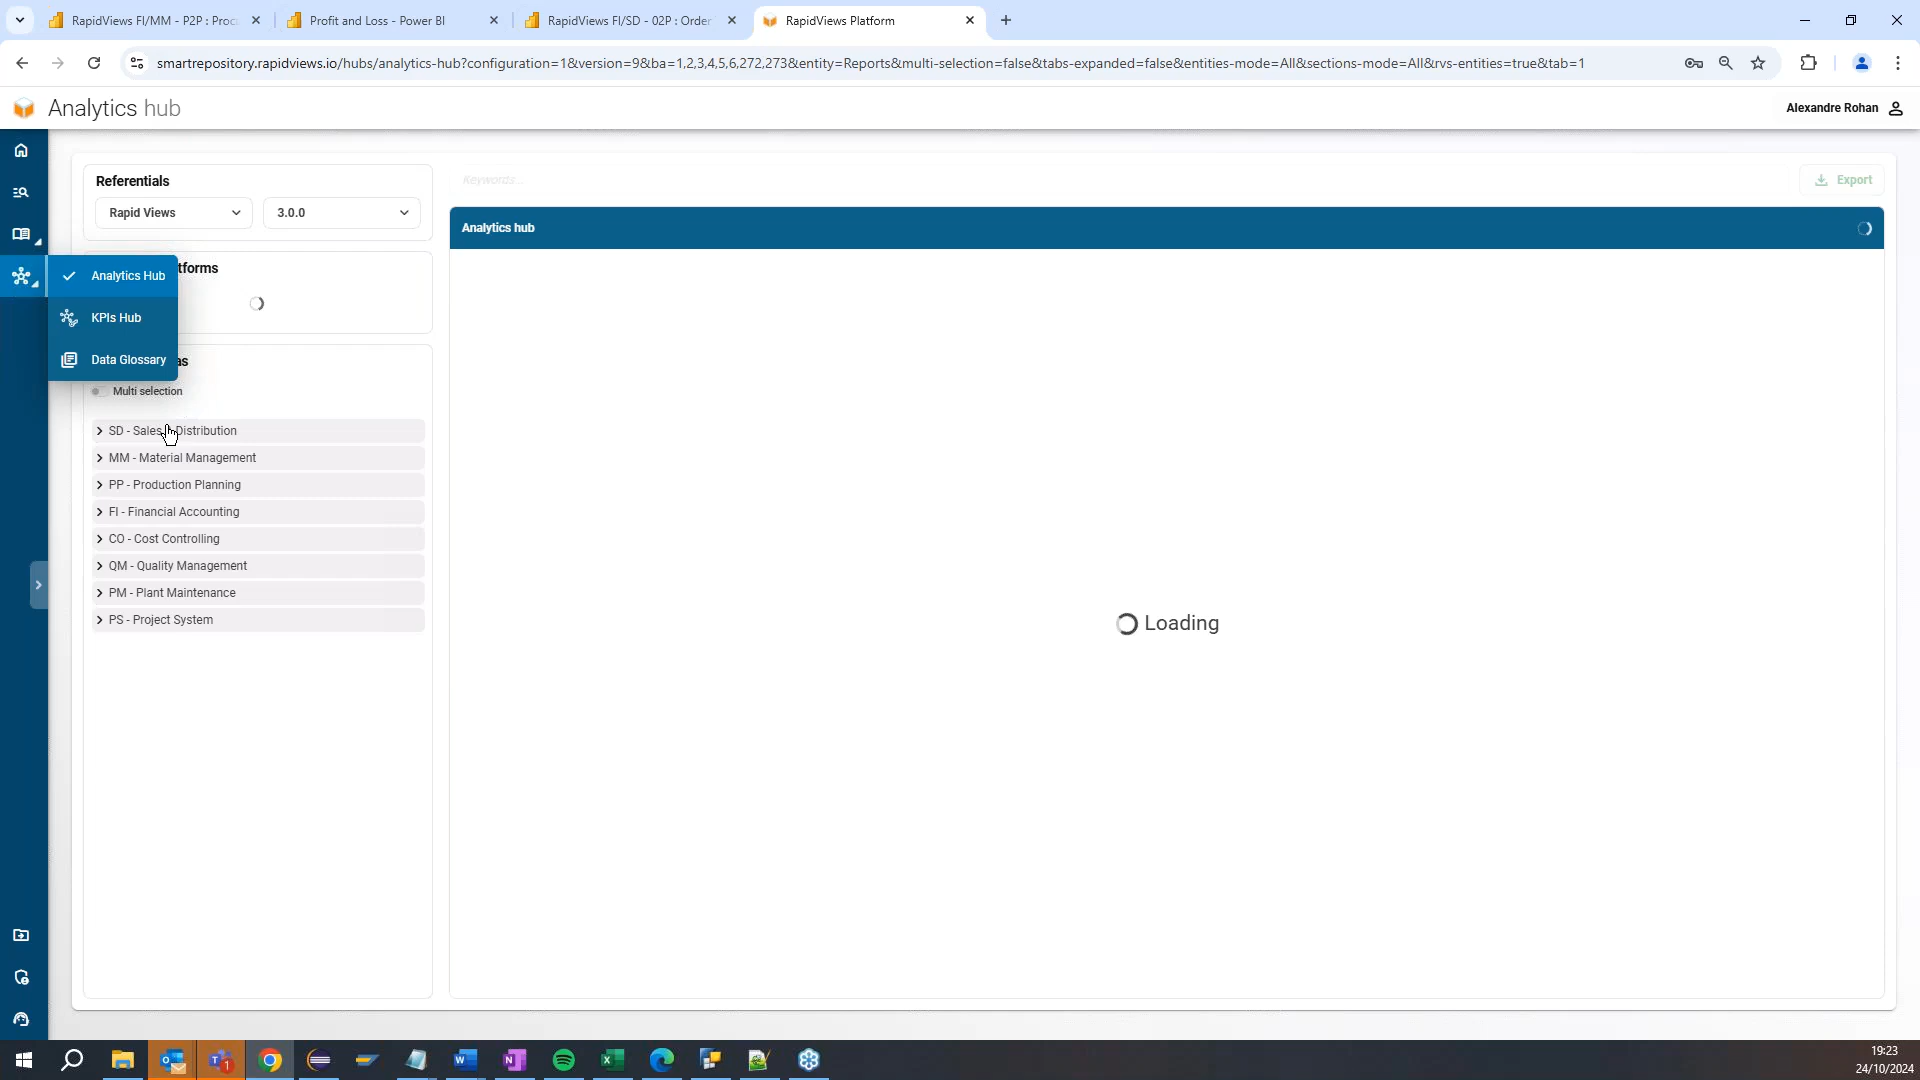 RapidViews FI/MM - P2P : Proc
Profit and Loss - Power BI
RapidViews FI/SD - 02P : Order
RapidViews Platform
smartrepository.rapidviews.io/hubs/analytics-hub?configuration=1&version=9&ba=1,2,3,4,5,6,272,273&entity=Reports&multi-selection=false&tabs-expanded=false&entities-mode=All&sections-mode=All&rvs-entities=true&tab=1
Analytics hub
Alexandre Rohan
Referentials
Rapid Views
3.0.0
Keywords...
Export
Analytics hub
tforms
Analytics Hub
KPIs Hub
Data Glossary
as
Multi selection
SD - Sales Distribution
MM - Material Management
PP - Production Planning
FI - Financial Accounting
CO - Cost Controlling
QM - Quality Management
PM - Plant Maintenance
PS - Project System
Loading
1
19:23
24/10/2024